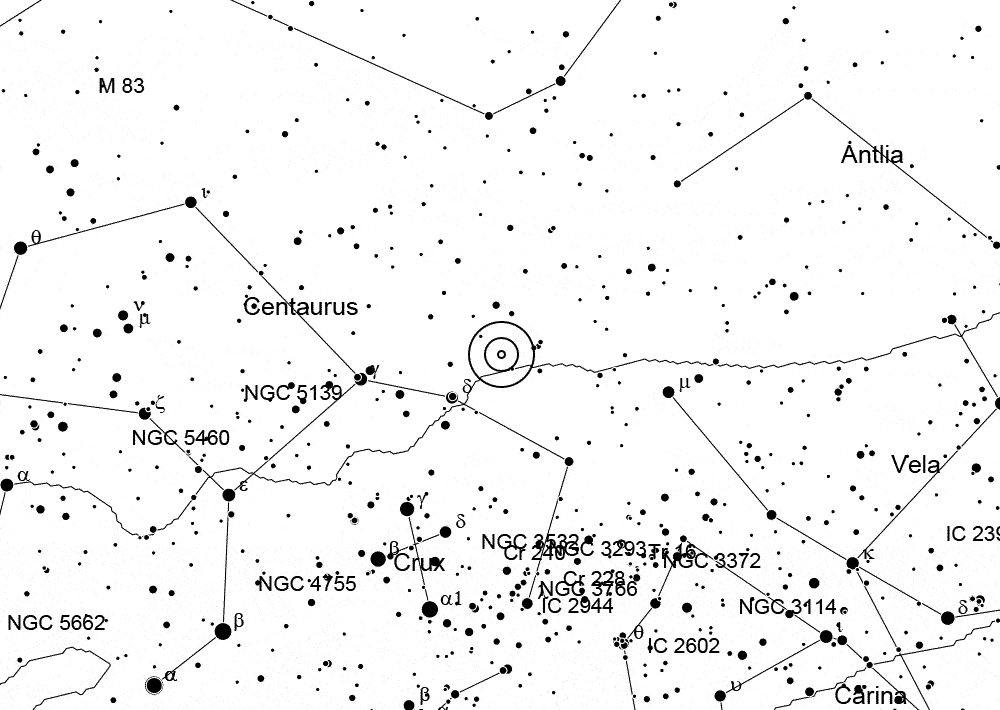 M 83
Antlia
ι
θ
ν
μ
Centaurus
γ
δ
μ
NGC 5139
ζ
NGC 5460
Vela
α
ε
γ
δ
IC 239
NGC 3532
NGC 3293
Tr 16
Cr 240
β
Crux
NGC 3372
κ
NGC 4755
Cr 228
NGC 3766
α1
IC 2944
NGC 3114
δ
NGC 5662
β
θ
ι
IC 2602
α
υ
β
Carina